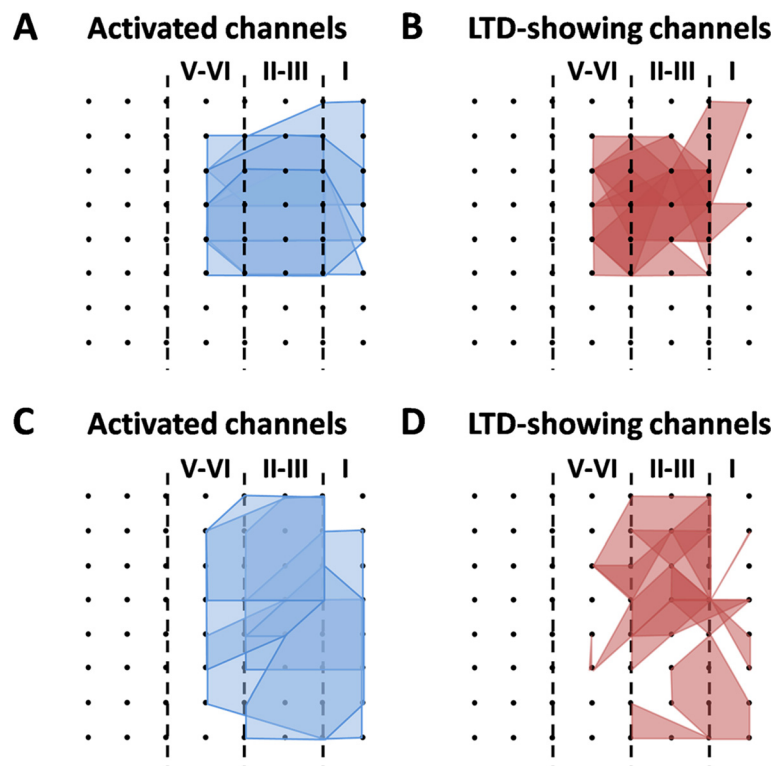 A Activated channels B LTD-showing channels
V-VI II-III I V-VI II-III I
C Activated channels D LTD-showing channels
V-VI II-III I V-VI II-III I